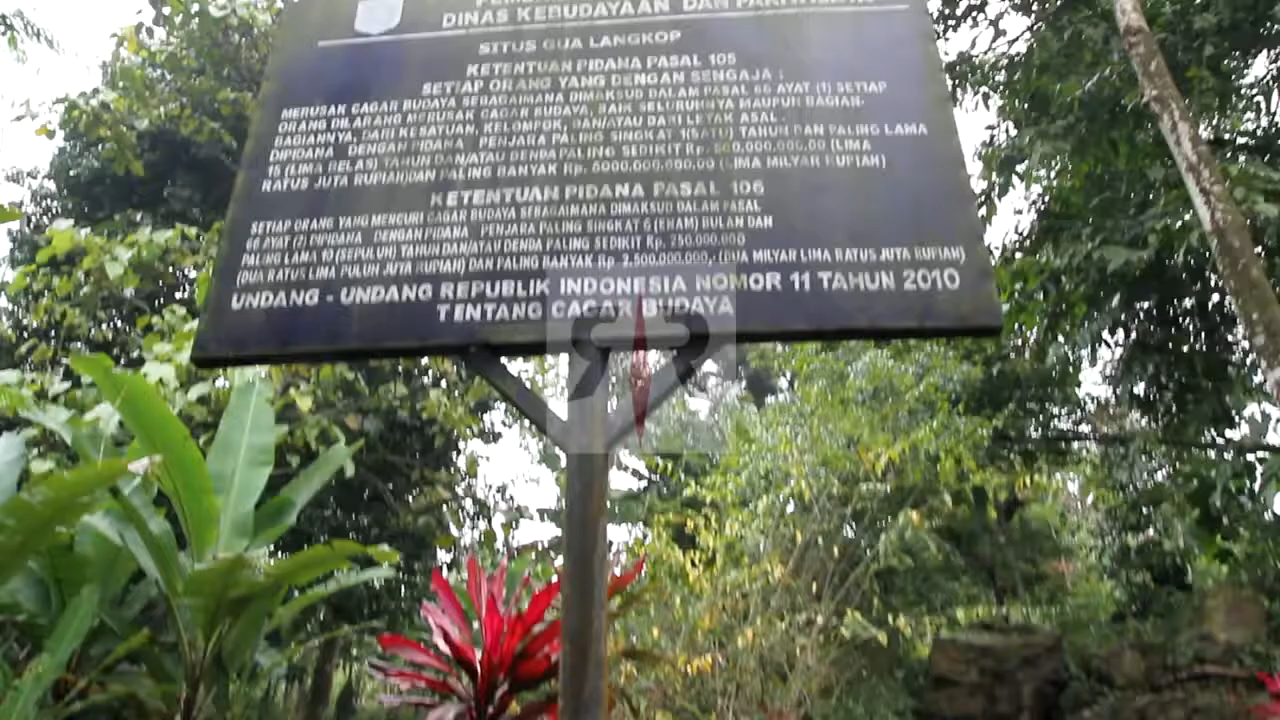 DINAS KEBUDAYAAN DAN
SITUS GUA LANGKOP
KETENTUAN PIDANA PASAL 105
SETIAP ORANG YANG DENGAN SENGAJA :
MERUSAK CAGAR BUDAYA SEBAGAIMANA DIMAKSUD DALAM PASAL 66 AYAT (1) SETIAP
ORANG DILARANG MERUSAK CAGAR BUDAYA, BAIK SELURUHNYA MAUPUN BAGIAN-
BAGIANNYA, DARI KESATUAN, KELOMPOK, DAN/ATAU DARI LETAK ASAL.
DIPIDANA DENGAN PIDANA PENJARA PALING SINGKAT 1(SATU) TAHUN DAN PALING LAMA
15 (LIMA BELAS) TAHUN DAN/ATAU DENDA PALING SEDIKIT Rp. 500.000.000,00 (LIMA
RATUS JUTA RUPIAH)DAN PALING BANYAK Rp. 5000.000.000.00 (LIMA MILYAR RUPIAH)
KETENTUAN PIDANA PASAL 106
SETIAP ORANG YANG MENCURI CAGAR BUDAYA SEBAGAIMANA DIMAKSUD DALAM PASAL
66 AYAT (2) DIPIDANA DENGAN PIDANA PENJARA PALING SINGKAT 6 (ENAM) BULAN DAN
PALING LAMA 10 (SEPULUH) TAHUN DAN/ATAU DENDA PALING SEDIKIT Rp. 250.000.000
(DUA RATUS LIMA PULUH JUTA RUPIAH) DAN PALING BANYAK Rp 2.500.000.000,- (DUA MILYAR LIMA RATUS JUTA RUPIAH)
UNDANG - UNDANG REPUBLIK INDONESIA NOMOR 11 TAHUN 2010
TENTANG CAGAR BUDAYA